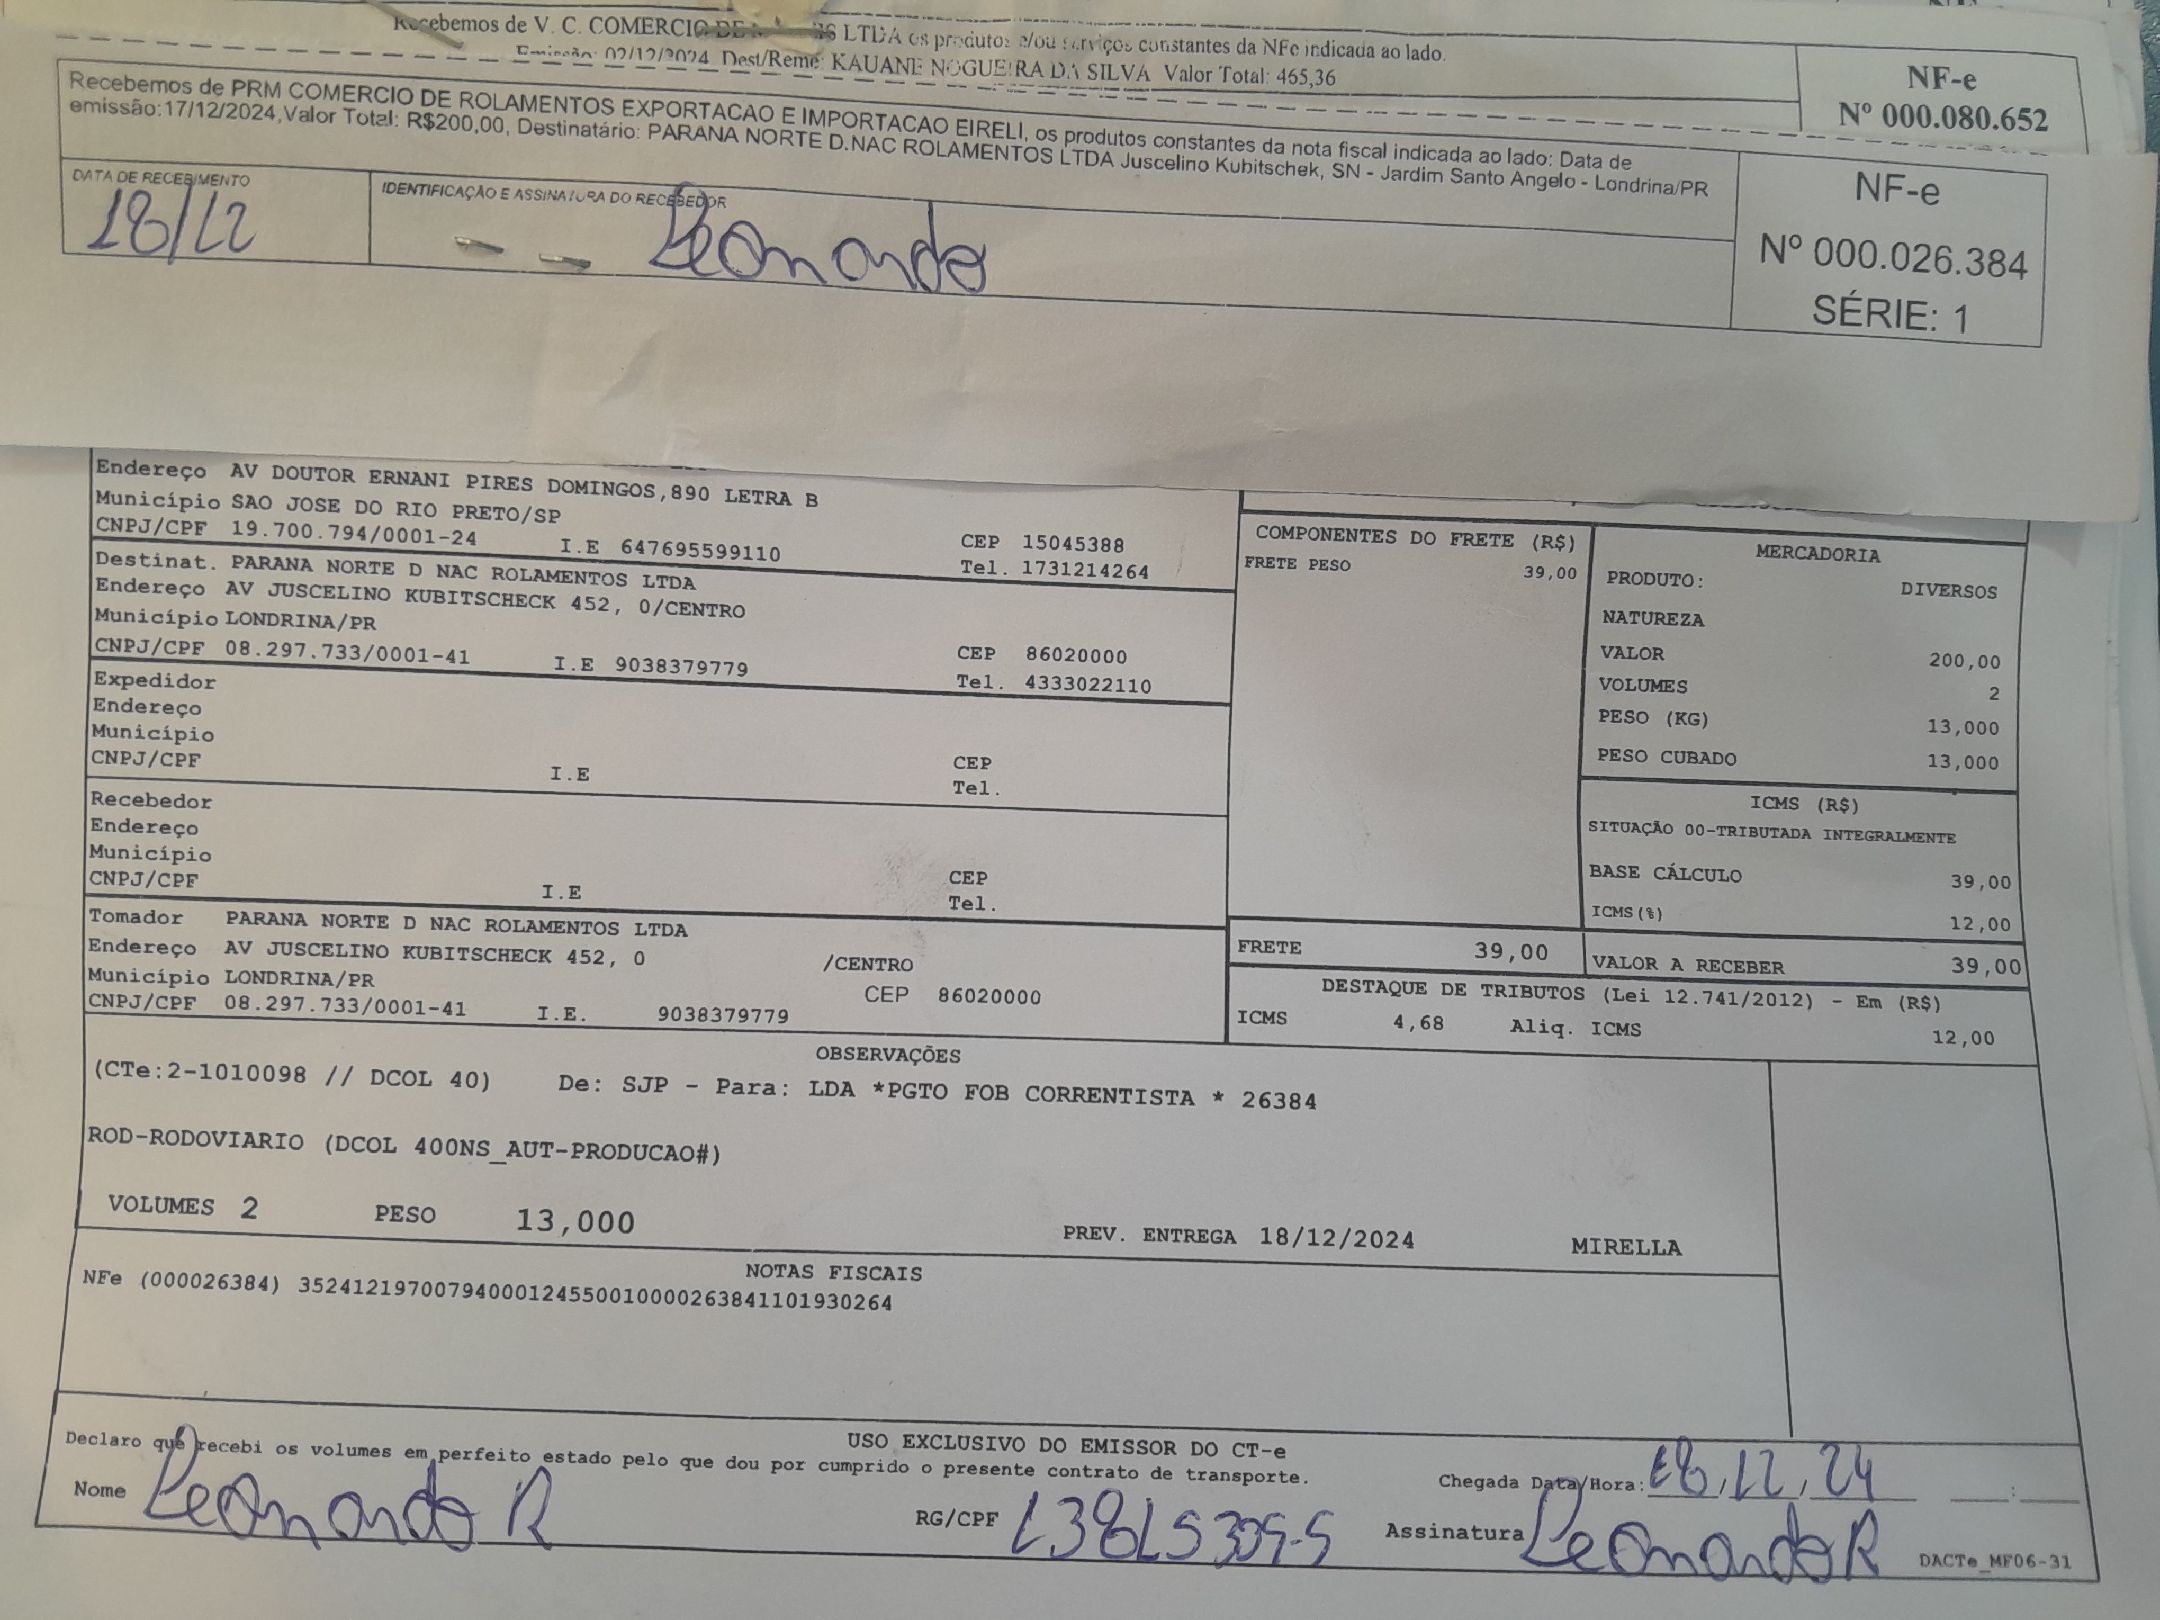 Recebemos de V. C. COMERCIO DE LTDA os produtos e/ou serviços constantes da NFe indicada ao lado.
Emissão: 02/12/2024 Dest/Reme: KAUANE NOGUEIRA DA SILVA Valor Total: 465,36
NF-e
Nº 000.080.652
Recebemos de PRM COMERCIO DE ROLAMENTOS EXPORTACAO E IMPORTACAO EIRELI, os produtos constantes da nota fiscal indicada ao lado: Data de
emissão:17/12/2024,Valor Total: R$200,00, Destinatário: PARANA NORTE D.NAC ROLAMENTOS LTDA Juscelino Kubitschek, SN - Jardim Santo Angelo - Londrina/PR
DATA DE RECEBIMENTO
18/12
IDENTIFICAÇÃO E ASSINATURA DO RECEBEDOR
Leonardo
NF-e
Nº 000.026.384
SÉRIE: 1
Endereço AV DOUTOR ERNANI PIRES DOMINGOS,890 LETRA B
Município SAO JOSE DO RIO PRETO/SP
CNPJ/CPF 19.700.794/0001-24 I.E 647695599110
CEP 15045388
Tel. 1731214264
Destinat. PARANA NORTE D NAC ROLAMENTOS LTDA
Endereço AV JUSCELINO KUBITSCHECK 452, 0/CENTRO
Município LONDRINA/PR
CNPJ/CPF 08.297.733/0001-41 I.E 9038379779
CEP 86020000
Tel. 4333022110
Expedidor
Endereço
Município
CNPJ/CPF
I.E
CEP
Tel.
Recebedor
Endereço
Município
CNPJ/CPF
I.E
CEP
Tel.
Tomador PARANA NORTE D NAC ROLAMENTOS LTDA
Endereço AV JUSCELINO KUBITSCHECK 452, 0 /CENTRO
Município LONDRINA/PR CEP 86020000
CNPJ/CPF 08.297.733/0001-41 I.E. 9038379779
COMPONENTES DO FRETE (R$)
FRETE PESO 39,00
MERCADORIA
PRODUTO: DIVERSOS
NATUREZA
VALOR 200,00
VOLUMES 2
PESO (KG) 13,000
PESO CUBADO 13,000
ICMS (R$)
SITUAÇÃO 00-TRIBUTADA INTEGRALMENTE
BASE CÁLCULO 39,00
ICMS(%) 12,00
FRETE 39,00
VALOR A RECEBER 39,00
DESTAQUE DE TRIBUTOS (Lei 12.741/2012) - Em (R$)
ICMS 4,68 Aliq. ICMS 12,00
OBSERVAÇÕES
(CTe:2-1010098 // DCOL 40) De: SJP - Para: LDA *PGTO FOB CORRENTISTA * 26384
ROD-RODOVIARIO (DCOL 400NS_AUT-PRODUCAO#)
VOLUMES 2 PESO 13,000 PREV. ENTREGA 18/12/2024 MIRELLA
NOTAS FISCAIS
NFe (000026384) 35241219700794000124550010000263841101930264
USO EXCLUSIVO DO EMISSOR DO CT-e
Declaro que recebi os volumes em perfeito estado pelo que dou por cumprido o presente contrato de transporte.
Chegada Data/Hora: 18,12,24 :
Nome Leonardo R RG/CPF 13815309-5 Assinatura Leonardo R
DACTe_MF06-31